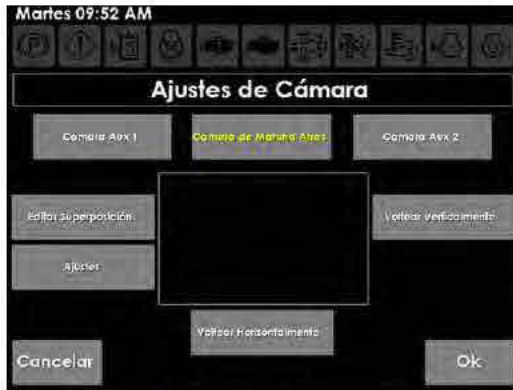 Martes 09:52 AM
Ajustes de Cámara
Camara Aux 1
Camara de Marcha Atras
Camara Aux 2
Editar Superposición
Voltear Verticalmente
Ajustes
Voltear Horizontalmente
Cancelar
Ok